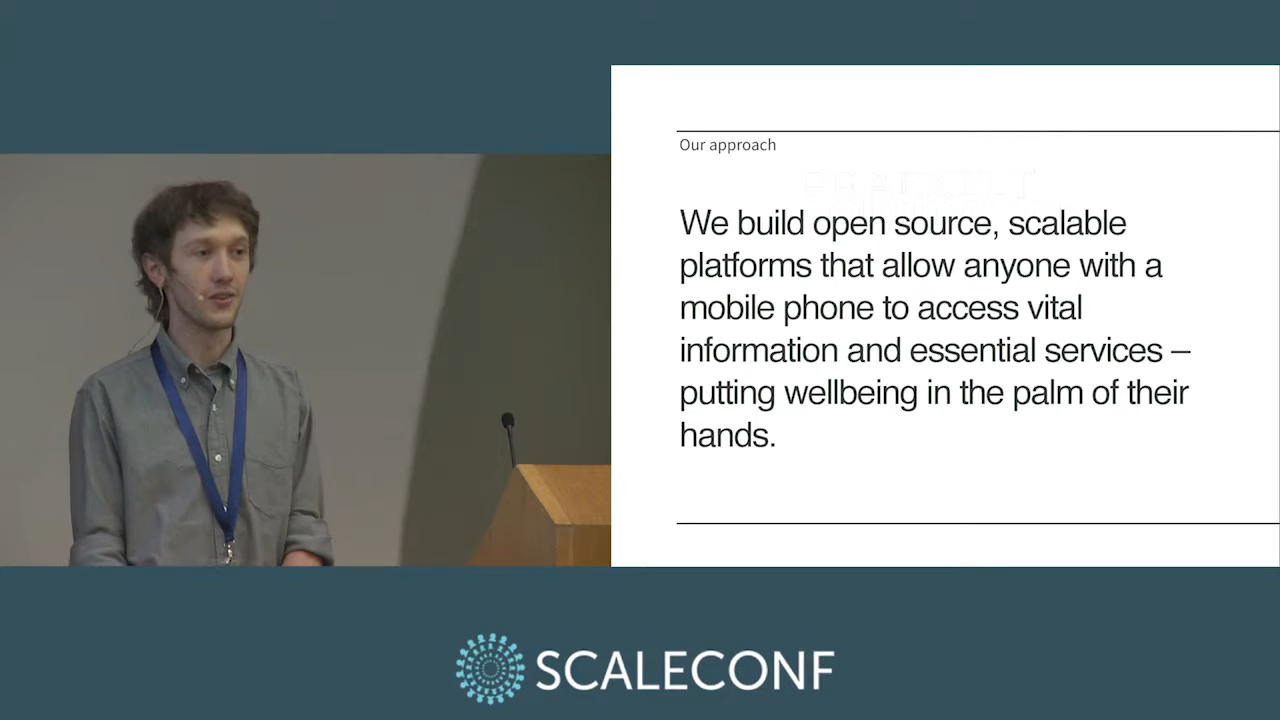 Our approach
We build open source, scalable
platforms that allow anyone with a
mobile phone to access vital
information and essential services –
putting wellbeing in the palm of their
hands.
SCALECONF